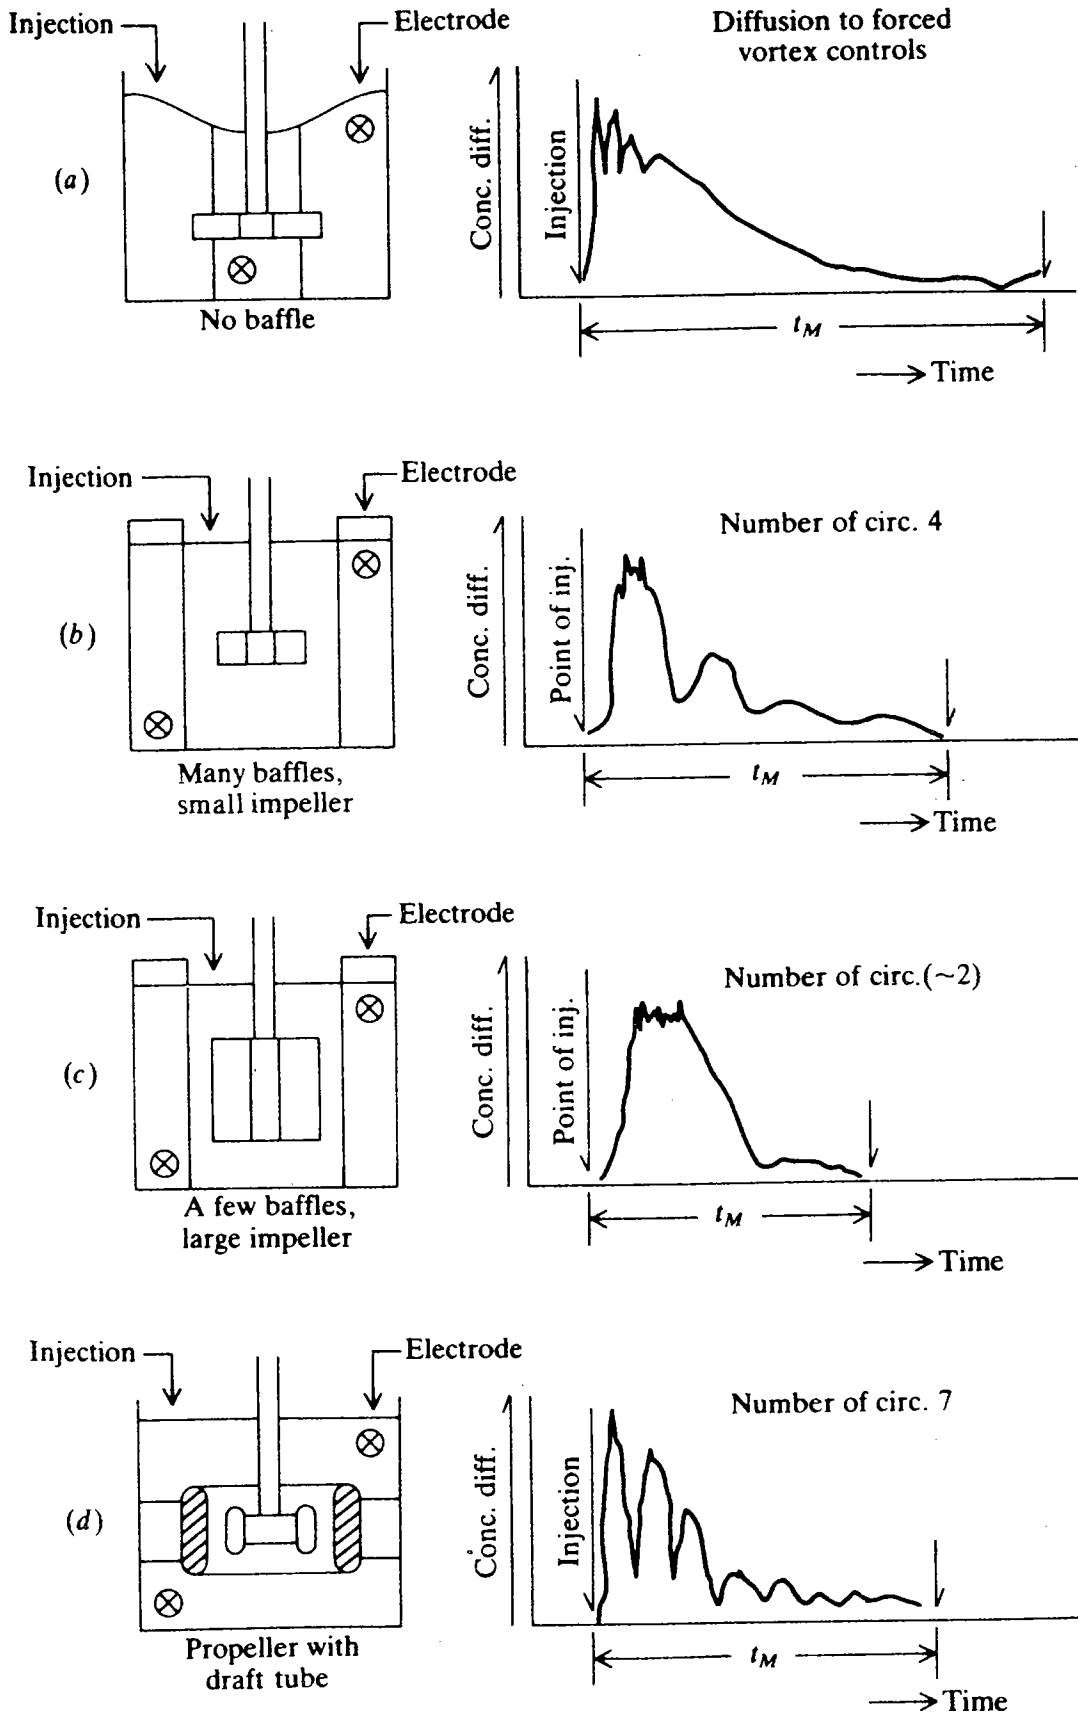 Injection
Electrode
Diffusion to forced
vortex controls
(a)
Conc. diff.
Injection
No baffle
t_M
Time
Injection
Electrode
Number of circ. 4
(b)
Conc. diff.
Point of inj.
Many baffles,
small impeller
t_M
Time
Injection
Electrode
Number of circ.(~2)
(c)
Conc. diff.
Point of inj.
A few baffles,
large impeller
t_M
Time
Injection
Electrode
Number of circ. 7
(d)
Conc. diff.
Injection
Propeller with
draft tube
t_M
Time